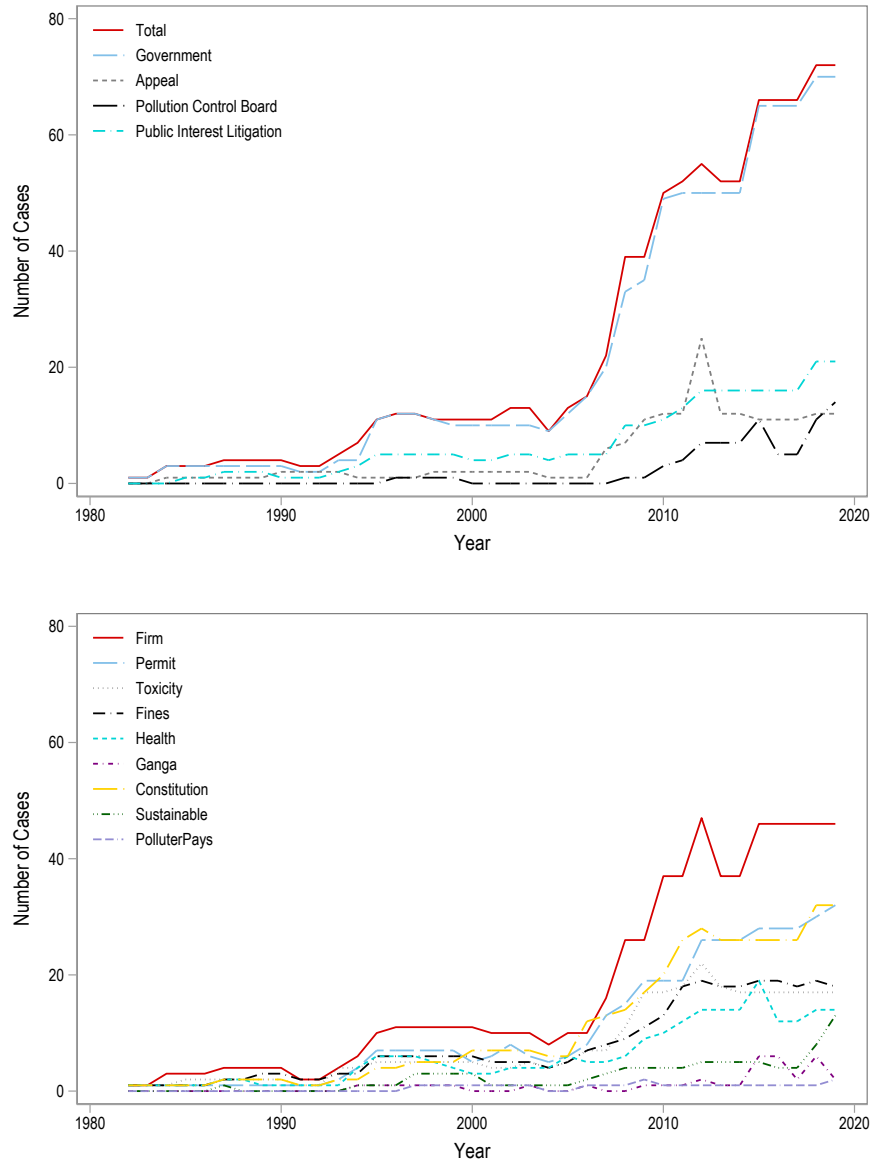 80
60
40
20
0
Number of Cases
Total
Government
Appeal
Pollution Control Board
Public Interest Litigation
1980
1990
2000
2010
2020
Year
80
60
40
20
0
Number of Cases
Firm
Permit
Toxicity
Fines
Health
Ganga
Constitution
Sustainable
PolluterPays
1980
1990
2000
2010
2020
Year